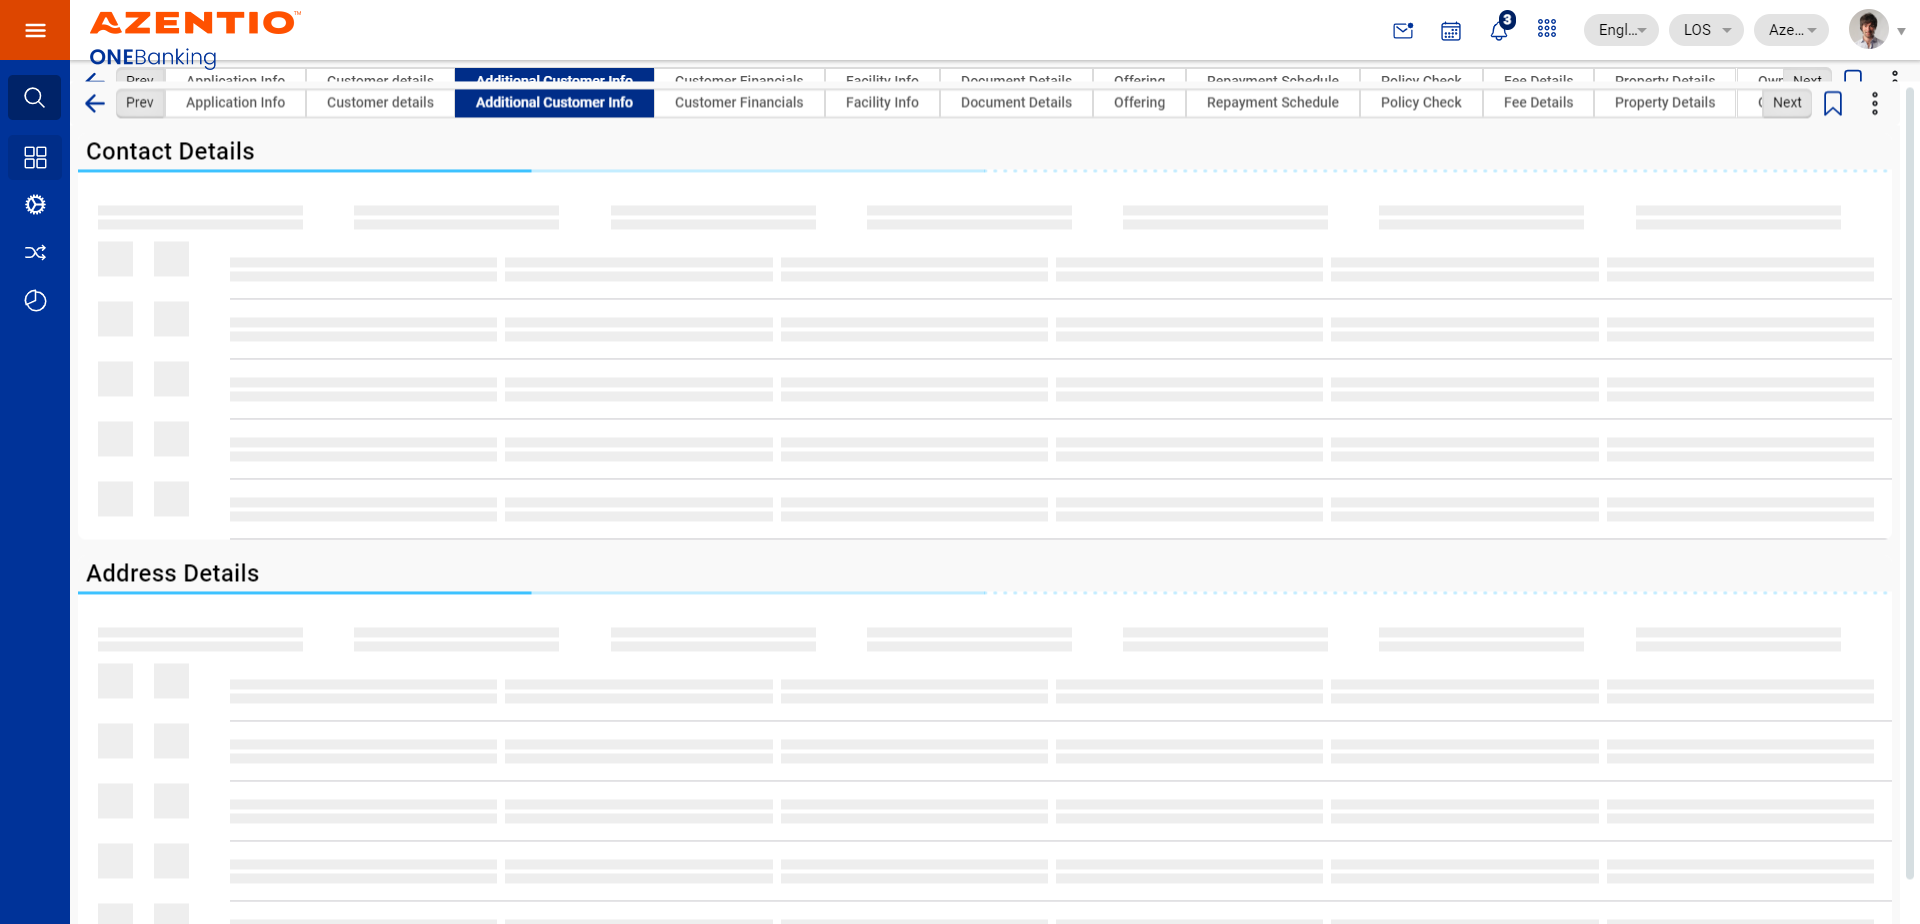 AZENTIO™
ONEBanking
3
Engl...
LOS
Aze...
Prev Application Info Customer details Additional Customer Info Customer Financials Facility Info Document Details Offering Repayment Schedule Policy Check Fee Details Property Details Own Next
Prev Application Info Customer details Additional Customer Info Customer Financials Facility Info Document Details Offering Repayment Schedule Policy Check Fee Details Property Details Next
Contact Details
Address Details